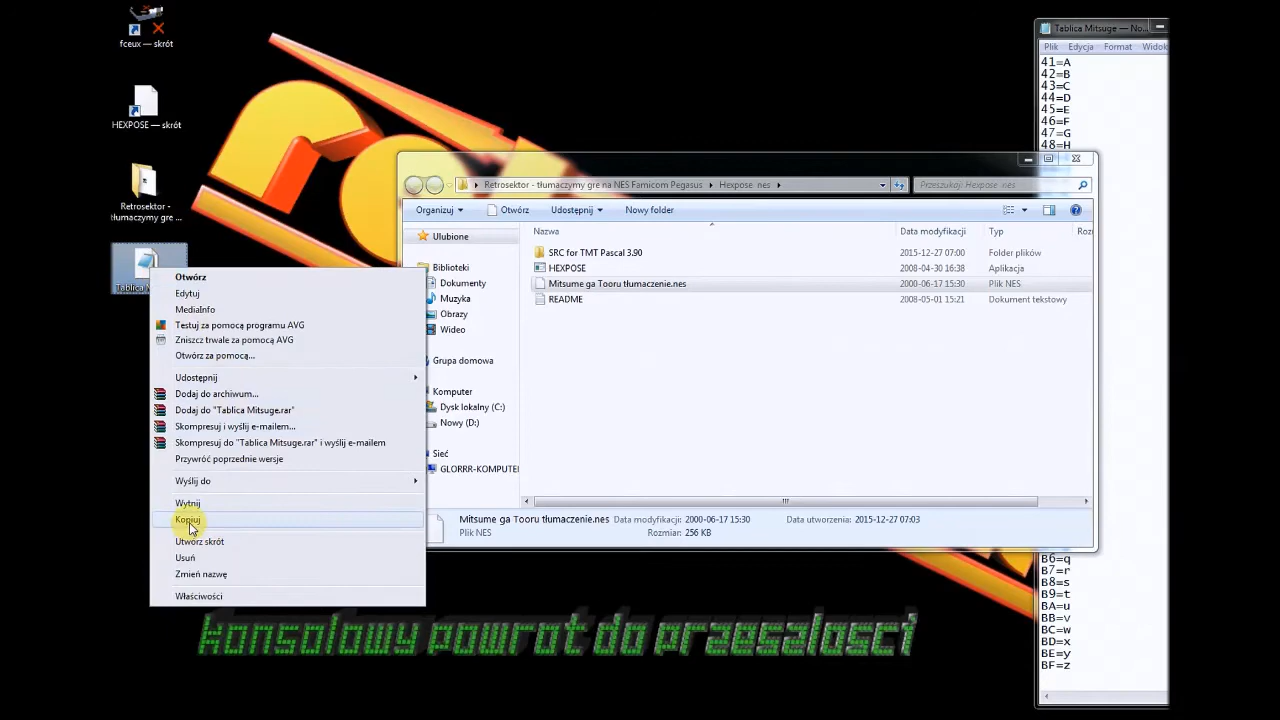 fceux — skrót
HEXPOSE — skrót
Retrosektor -
tłumaczymy gre ...
Otwórz
Edytuj
MediaInfo
Testuj za pomocą programu AVG
Zniszcz trwale za pomocą AVG
Otwórz za pomocą...
Udostępnij
Dodaj do archiwum...
Dodaj do "Tablica Mitsuge.rar"
Skompresuj i wyślij e-mailem...
Skompresuj do "Tablica Mitsuge.rar" i wyślij e-mailem
Przywróć poprzednie wersje
Wyślij do
Wytnij
Kopiuj
Utwórz skrót
Usuń
Zmień nazwę
Właściwości
Retrosektor - tłumaczymy gre na NES Famicom Pegasus
Hexpose nes
Przeszukaj: Hexpose nes
Organizuj
Otwórz
Udostępnij
Nowy folder
Ulubione
Biblioteki
Dokumenty
Muzyka
Obrazy
Wideo
Grupa domowa
Komputer
Dysk lokalny (C:)
Nowy (D:)
Sieć
GLORRR-KOMPUTE
Nazwa Data modyfikacji Typ Roz
SRC for TMT Pascal 3.90 2015-12-27 07:00 Folder plików
HEXPOSE 2008-04-30 16:38 Aplikacja
Mitsume ga Tooru tłumaczenie.nes 2000-06-17 15:30 Plik NES
README 2008-05-01 15:21 Dokument tekstowy
Mitsume ga Tooru tłumaczenie.nes Data modyfikacji: 2000-06-17 15:30 Data utworzenia: 2015-12-27 07:03
Plik NES Rozmiar: 256 KB
Tablica Mitsuge — No...
Plik Edycja Format Widok
41=A
42=B
43=C
44=D
45=E
46=F
47=G
48=H
B6=q
B7=r
B8=s
B9=t
BA=u
BB=v
BC=w
BD=x
BE=y
BF=z
konsolowy powrot do przeszlosci